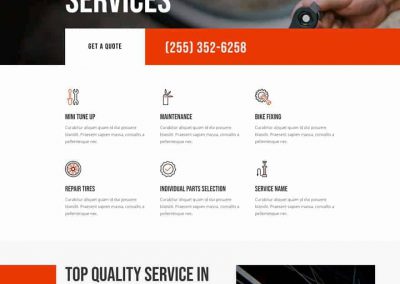 SERVICES
GET A QUOTE
(255) 352-6258
MINI TUNE UP
Curabitur aliquet quam id dui posuere
blandit. Praesent sapien massa, convallis a
pellentesque nec.
MAINTENANCE
Curabitur aliquet quam id dui posuere
blandit. Praesent sapien massa, convallis a
pellentesque nec.
BIKE FIXING
Curabitur aliquet quam id dui posuere
blandit. Praesent sapien massa, convallis a
pellentesque nec.
REPAIR TIRES
Curabitur aliquet quam id dui posuere
blandit. Praesent sapien massa, convallis a
pellentesque nec.
INDIVIDUAL PARTS SELECTION
Curabitur aliquet quam id dui posuere
blandit. Praesent sapien massa, convallis a
pellentesque nec.
SERVICE NAME
Curabitur aliquet quam id dui posuere
blandit. Praesent sapien massa, convallis a
pellentesque nec.
TOP QUALITY SERVICE IN